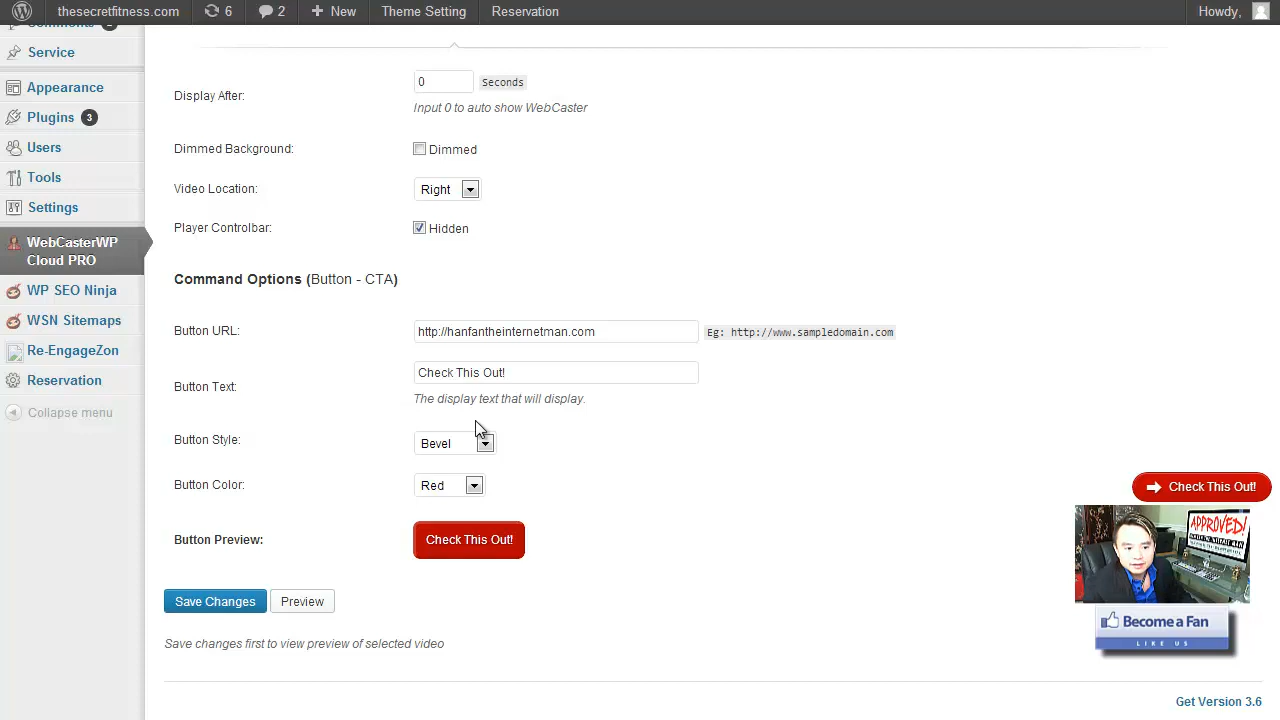 thesecretfitness.com 6 2 New Theme Setting Reservation Howdy,
Comments
Service
Appearance
Plugins 3
Users
Tools
Settings
WebCasterWP
Cloud PRO
WP SEO Ninja
WSN Sitemaps
Re-EngageZon
Reservation
Collapse menu
Display After:
0 Seconds
Input 0 to auto show WebCaster
Dimmed Background:
Dimmed
Video Location:
Right
Player Controlbar:
Hidden
Command Options (Button - CTA)
Button URL:
http://hanfantheinternetman.com Eg: http://www.sampledomain.com
Button Text:
Check This Out!
The display text that will display.
Button Style:
Bevel
Button Color:
Red
Button Preview:
Check This Out!
Save Changes Preview
Save changes first to view preview of selected video
Check This Out!
APPROVED!
Become a Fan
LIKE US
Get Version 3.6